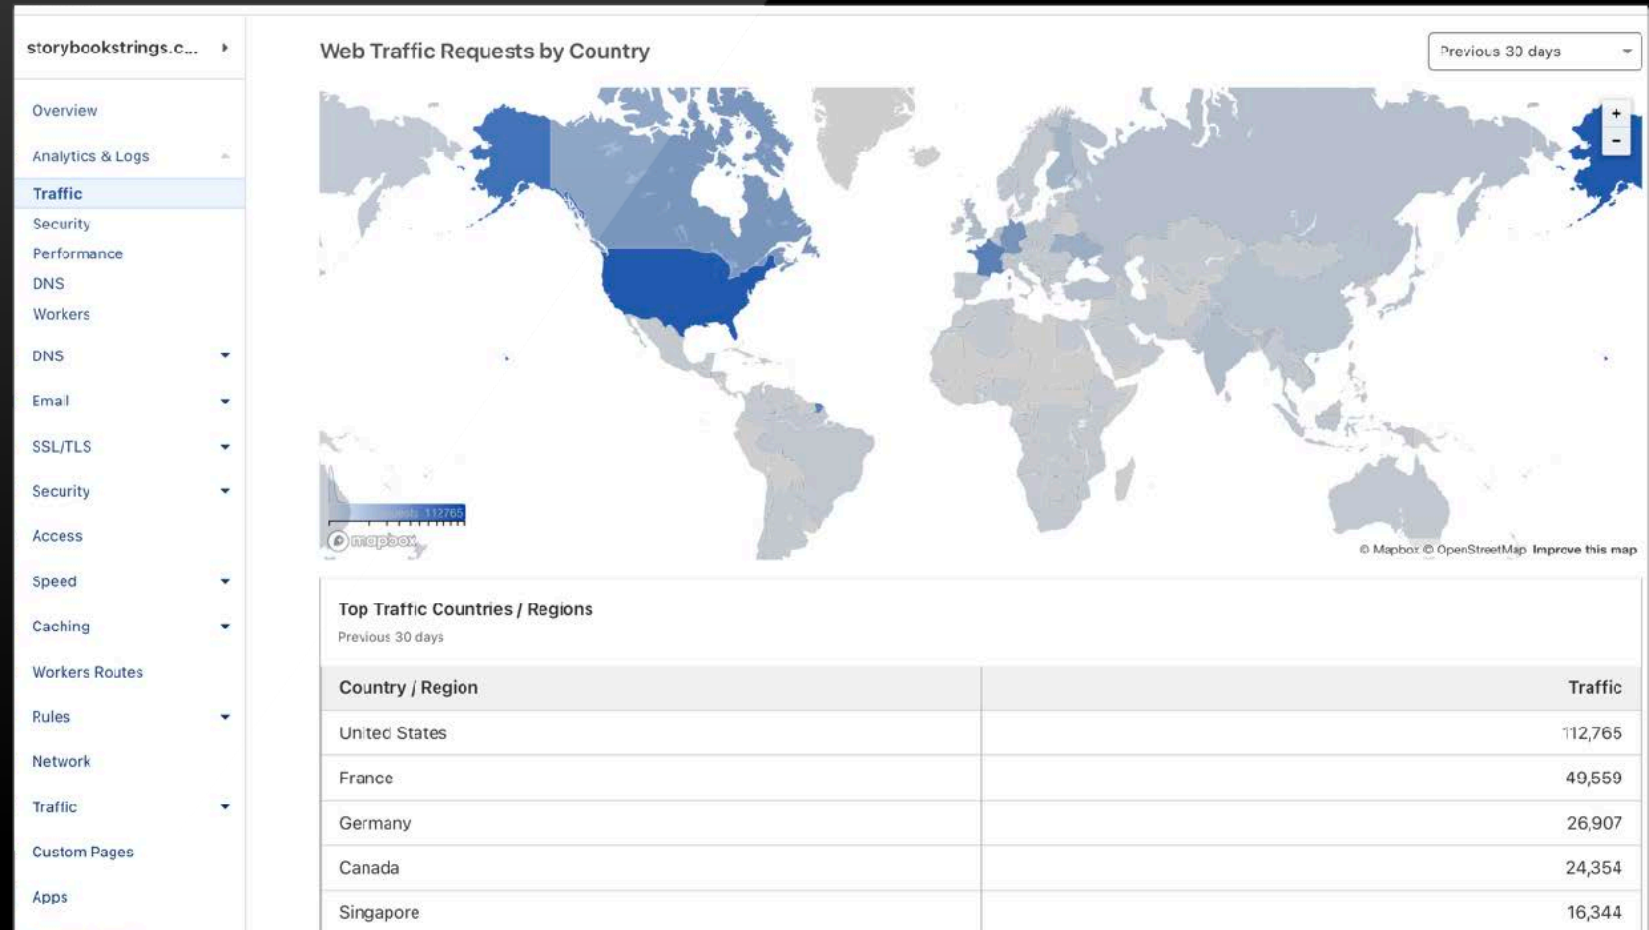 storybookstrings.c...
Overview
Analytics & Logs
Traffic
Security
Performance
DNS
Workers
DNS
Email
SSL/TLS
Security
Access
Speed
Caching
Workers Routes
Rules
Network
Traffic
Custom Pages
Apps
Web Traffic Requests by Country
Previous 30 days
+
-
112765
mapbox
© Mapbox © OpenStreetMap Improve this map
Top Traffic Countries / Regions
Previous 30 days
Country / Region Traffic
United States 112,765
France 49,559
Germany 26,907
Canada 24,354
Singapore 16,344